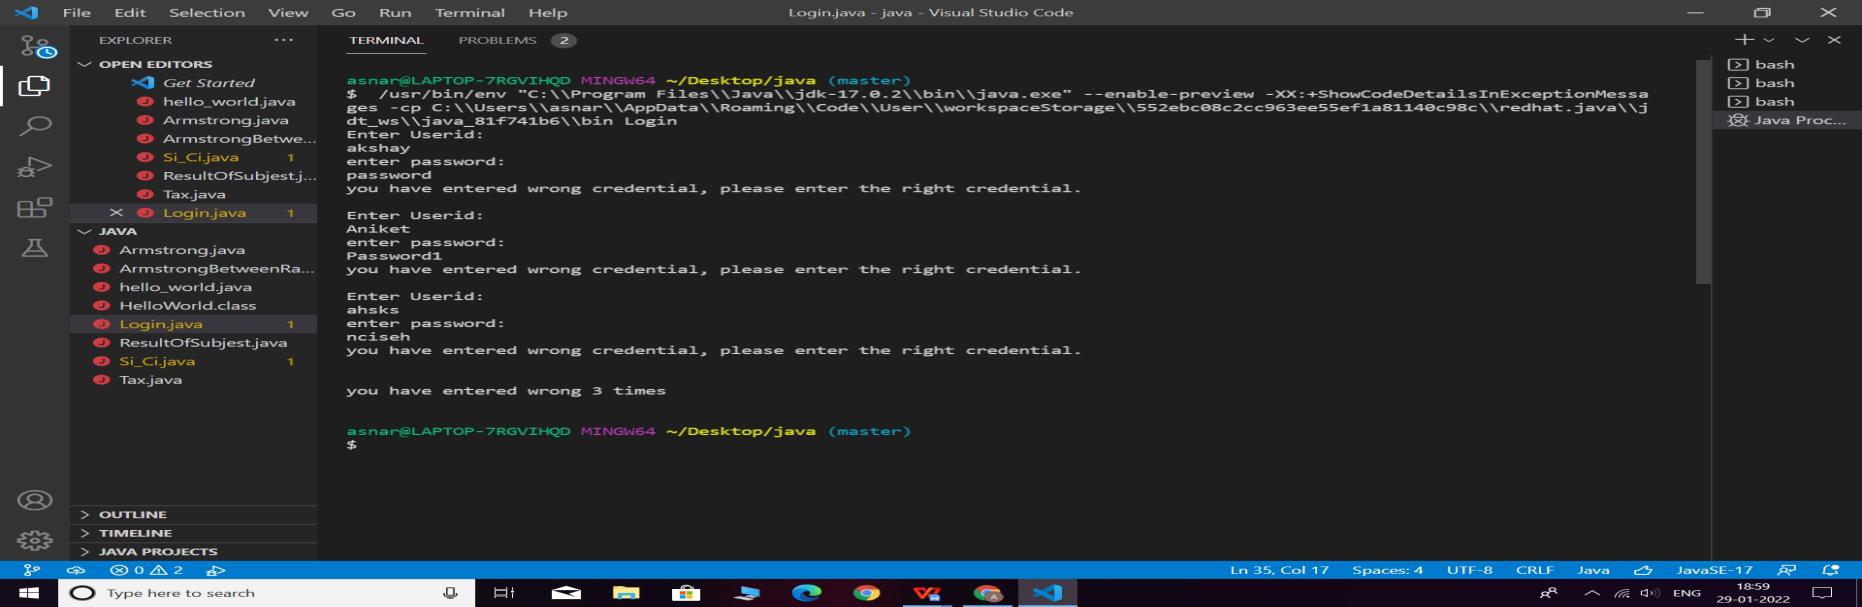 File Edit Selection View Go Run Terminal Help
Login.java - java - Visual Studio Code
EXPLORER
OPEN EDITORS
Get Started
hello_world.java
Armstrong.java
ArmstrongBetwe...
Si_Ci.java 1
ResultOfSubjest.j...
Tax.java
Login.java 1
JAVA
Armstrong.java
ArmstrongBetweenRa...
hello_world.java
HelloWorld.class
Login.java 1
ResultOfSubjest.java
Si_Ci.java 1
Tax.java
OUTLINE
TIMELINE
JAVA PROJECTS
TERMINAL PROBLEMS 2
asnar@LAPTOP-7RGVIHQD MINGW64 ~/Desktop/java (master)
$ /usr/bin/env "C:\\Program Files\\Java\\jdk-17.0.2\\bin\\java.exe" --enable-preview -XX:+ShowCodeDetailsInExceptionMessa
ges -cp C:\\Users\\asnar\\AppData\\Roaming\\Code\\User\\workspaceStorage\\552ebc08c2cc963ee55ef1a81140c98c\\redhat.java\\j
dt_ws\\java_81f741b6\\bin Login
Enter Userid:
akshay
enter password:
password
you have entered wrong credential, please enter the right credential.
Enter Userid:
Aniket
enter password:
Password1
you have entered wrong credential, please enter the right credential.
Enter Userid:
ahsks
enter password:
nciseh
you have entered wrong credential, please enter the right credential.
you have entered wrong 3 times
asnar@LAPTOP-7RGVIHQD MINGW64 ~/Desktop/java (master)
$
bash
bash
bash
Java Proc...
0 2
Ln 35, Col 17 Spaces: 4 UTF-8 CRLF Java JavaSE-17
Type here to search
ENG
18:59
29-01-2022